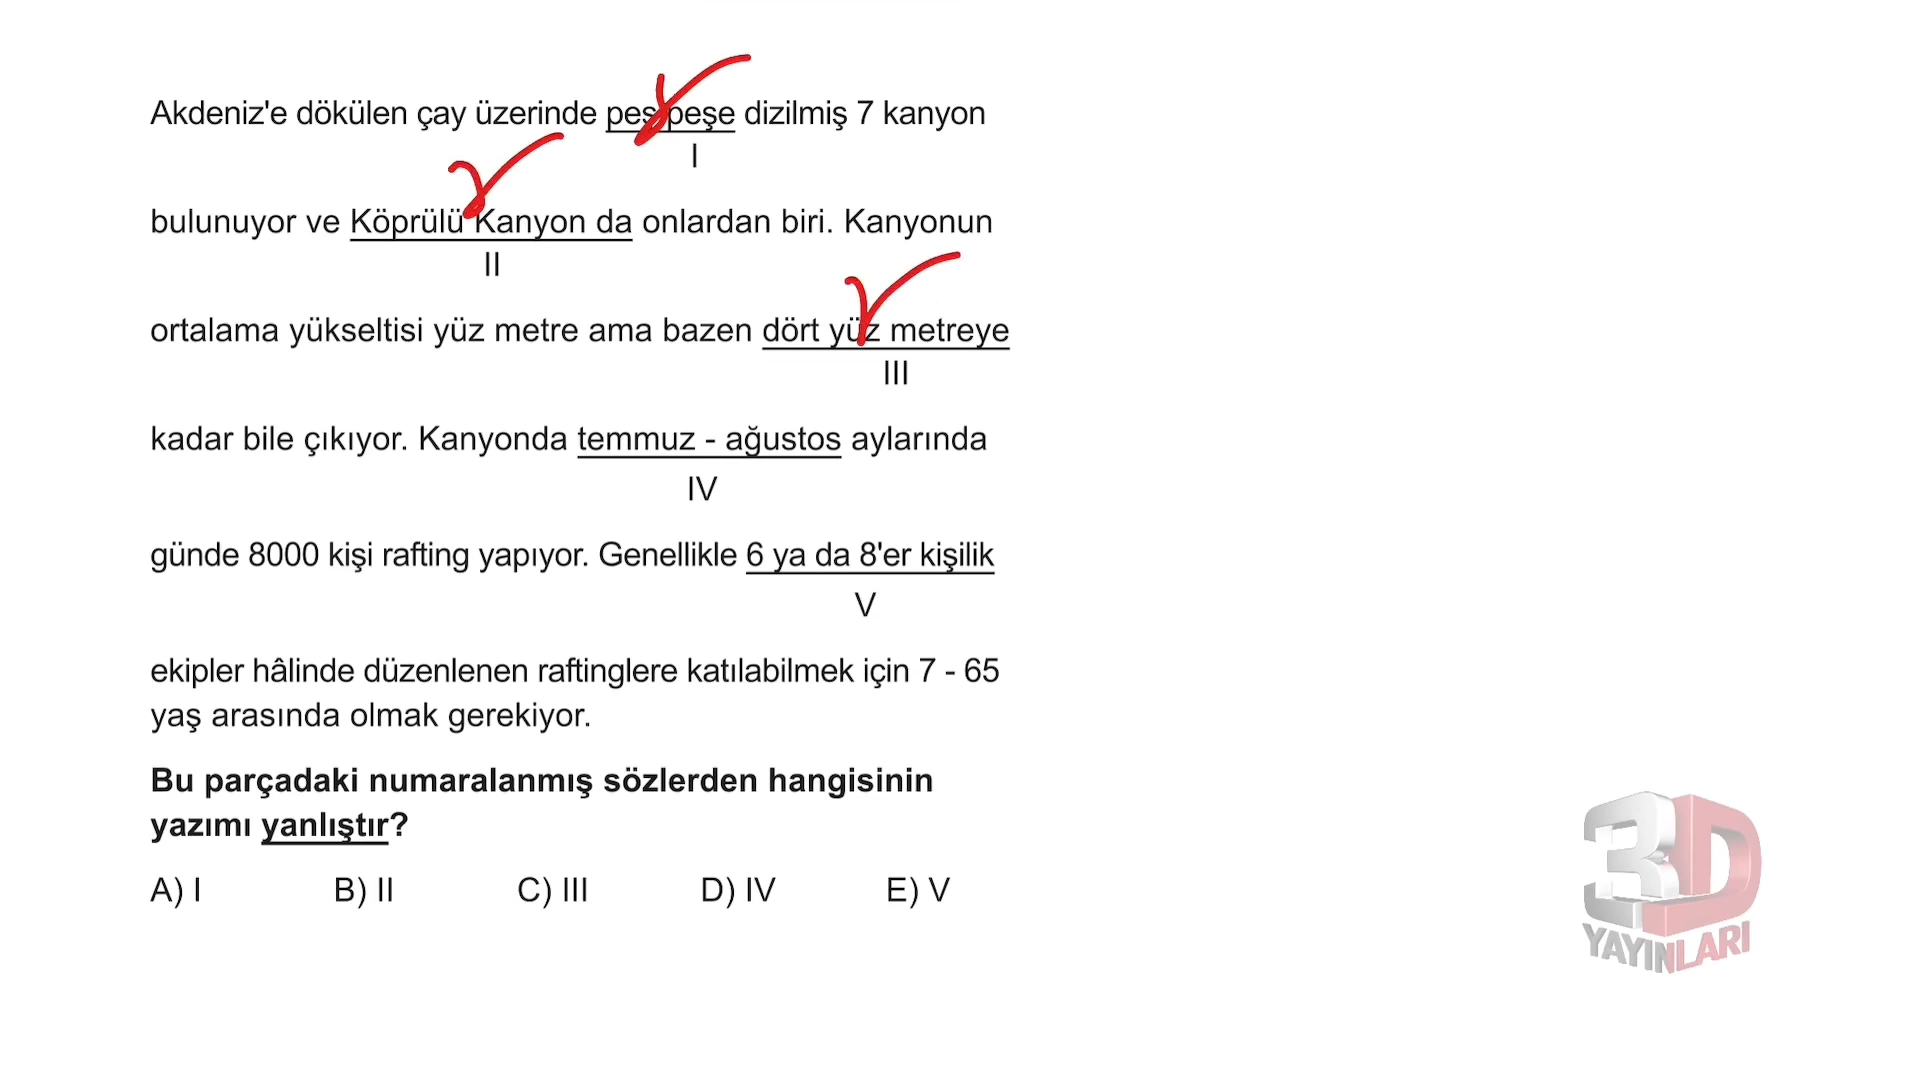 Akdeniz'e dökülen çay üzerinde peş peşe dizilmiş 7 kanyon
I
bulunuyor ve Köprülü Kanyon da onlardan biri. Kanyonun
II
ortalama yükseltisi yüz metre ama bazen dört yüz metreye
III
kadar bile çıkıyor. Kanyonda temmuz - ağustos aylarında
IV
günde 8000 kişi rafting yapıyor. Genellikle 6 ya da 8'er kişilik
V
ekipler hâlinde düzenlenen raftinglere katılabilmek için 7 - 65
yaş arasında olmak gerekiyor.
Bu parçadaki numaralanmış sözlerden hangisinin
yazımı yanlıştır?
A) I B) II C) III D) IV E) V
3D
YAYINLARI